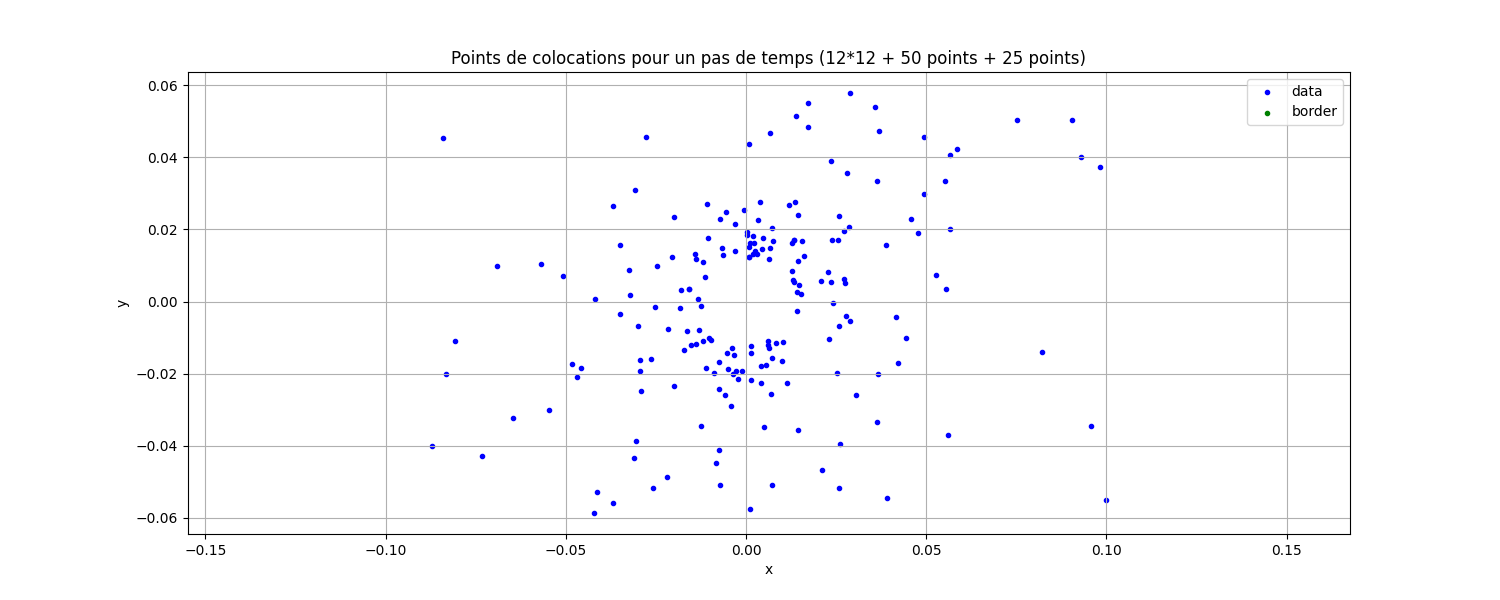 Points de colocations pour un pas de temps (12*12 + 50 points + 25 points)
data
border
0.06
0.04
0.02
0.00
−0.02
−0.04
−0.06
y
−0.15
−0.10
−0.05
0.00
0.05
0.10
0.15
x